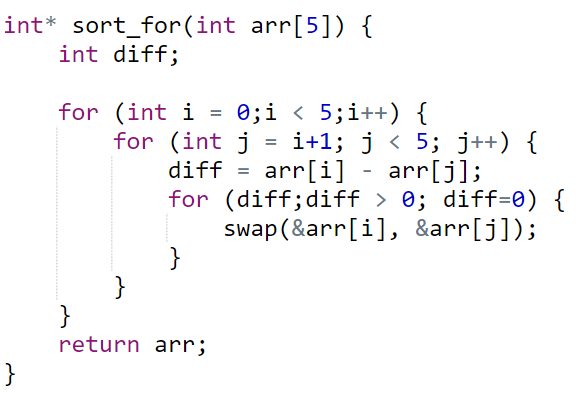 int* sort_for(int arr[5]) {
    int diff;

    for (int i = 0;i < 5;i++) {
        for (int j = i+1; j < 5; j++) {
            diff = arr[i] - arr[j];
            for (diff;diff > 0; diff=0) {
                swap(&arr[i], &arr[j]);
            }
        }
    }
    return arr;
}